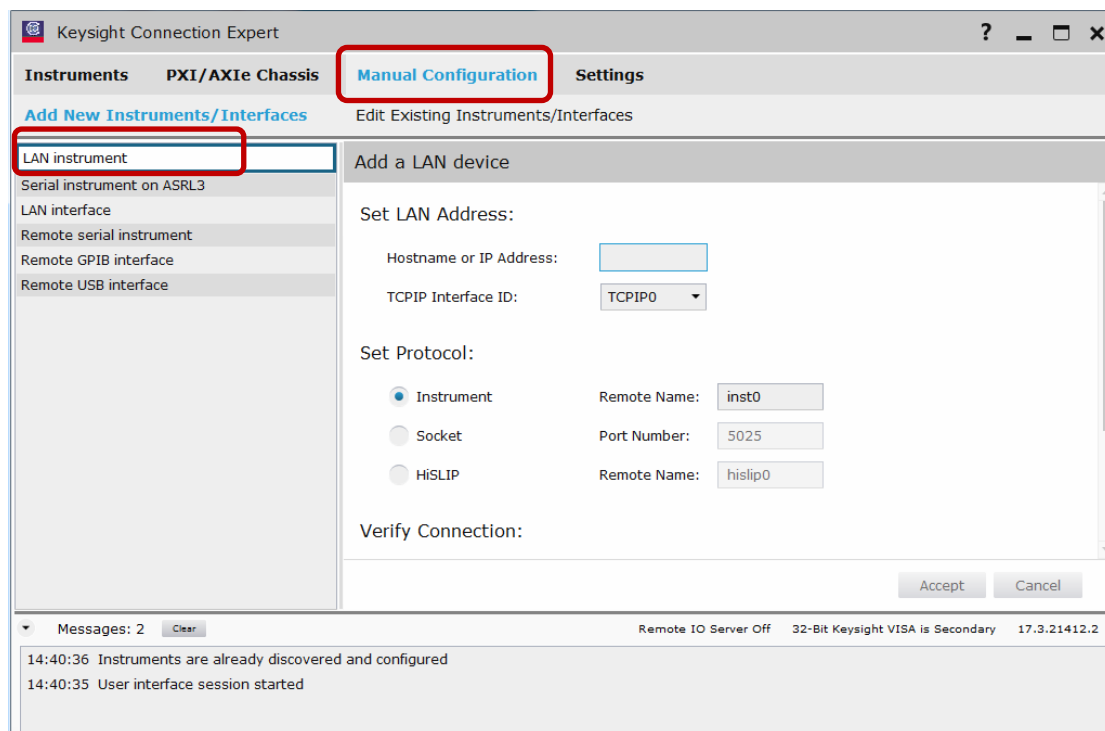 Keysight Connection Expert ?
Instruments PXI/AXIe Chassis Manual Configuration Settings
Add New Instruments/Interfaces Edit Existing Instruments/Interfaces
LAN instrument
Serial instrument on ASRL3
LAN interface
Remote serial instrument
Remote GPIB interface
Remote USB interface
Add a LAN device
Set LAN Address:
Hostname or IP Address:
TCPIP Interface ID: TCPIP0
Set Protocol:
Instrument Remote Name: inst0
Socket Port Number: 5025
HiSLIP Remote Name: hislip0
Verify Connection:
Accept Cancel
Messages: 2 Clear Remote IO Server Off 32-Bit Keysight VISA is Secondary 17.3.21412.2
14:40:36 Instruments are already discovered and configured
14:40:35 User interface session started